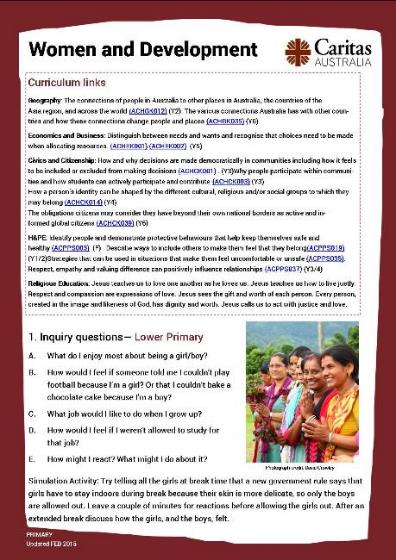 Women and Development
Caritas
AUSTRALIA
Curriculum links
Geography: The connections of people in Australia to other places in Australia, the countries of the
Asia region, and across the world (ACHGK012) (Y2). The various connections Australia has with other coun-
tries and how these connections change people and places (ACHGK035) (Y6)
Economics and Business: Distinguish between needs and wants and recognise that choices need to be made
when allocating resources. (ACHEK001) (ACHEK002) (Y5)
Civics and Citizenship: How and why decisions are made democratically in communities including how it feels
to be included or excluded from making decisions (ACHCK001) . (Y3)Why people participate within communi-
ties and how students can actively participate and contribute (ACHCK003) (Y3)
How a person's identity can be shaped by the different cultural, religious and/or social groups to which they
may belong (ACHCK014) (Y4)
The obligations citizens may consider they have beyond their own national borders as active and in-
formed global citizens (ACHCK039) (Y6)
H&PE: Identify people and demonstrate protective behaviours that help keep themselves safe and
healthy (ACPPS003) (F) . Describe ways to include others to make them feel that they belong(ACPPS019)
(Y1/2)Strategies that can be used in situations that make them feel uncomfortable or unsafe (ACPPS035).
Respect, empathy and valuing difference can positively influence relationships (ACPPS037) (Y3/4)
Religious Education: Jesus teaches us to love one another as he loves us. Jesus teaches us how to live justly.
Respect and compassion are expressions of love. Jesus sees the gift and worth of each person. Every person,
created in the image and likeness of God, has dignity and worth. Jesus calls us to act with justice and love.
1. Inquiry questions— Lower Primary
A. What do I enjoy most about being a girl/boy?
B. How would I feel if someone told me I couldn't play
football because I'm a girl? Or that I couldn't bake a
chocolate cake because I'm a boy?
C. What job would I like to do when I grow up?
D. How would I feel if I weren't allowed to study for
that job?
E. How might I react? What might I do about it?
Photograph credit:
Simulation Activity: Try telling all the girls at break time that a new government rule says that
girls have to stay indoors during break because their skin is more delicate, so only the boys
are allowed out. Leave a couple of minutes for reactions before allowing the girls out. After an
extended break discuss how the girls, and the boys, felt.
PRIMARY
Updated FEB 2015